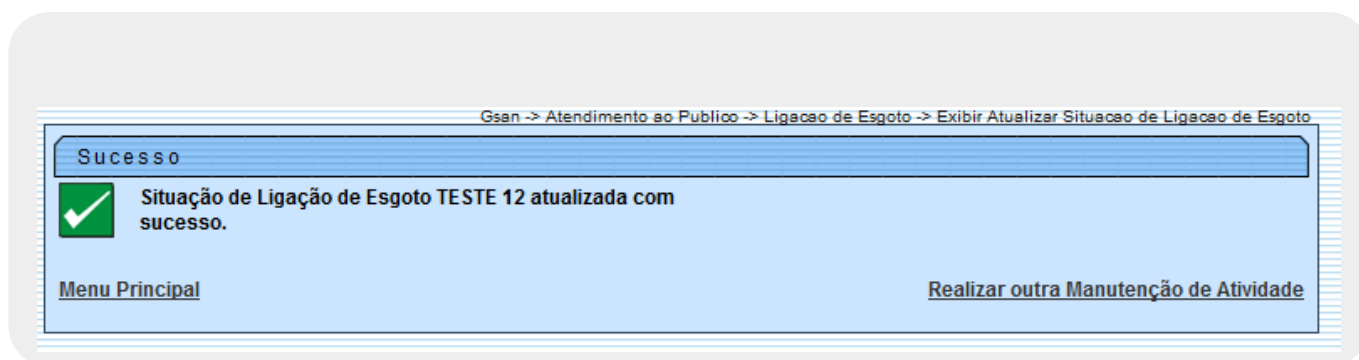 Gsan -> Atendimento ao Publico -> Ligacao de Esgoto -> Exibir Atualizar Situacao de Ligacao de Esgoto
Sucesso
Situação de Ligação de Esgoto TESTE 12 atualizada com
sucesso.
Menu Principal Realizar outra Manutenção de Atividade